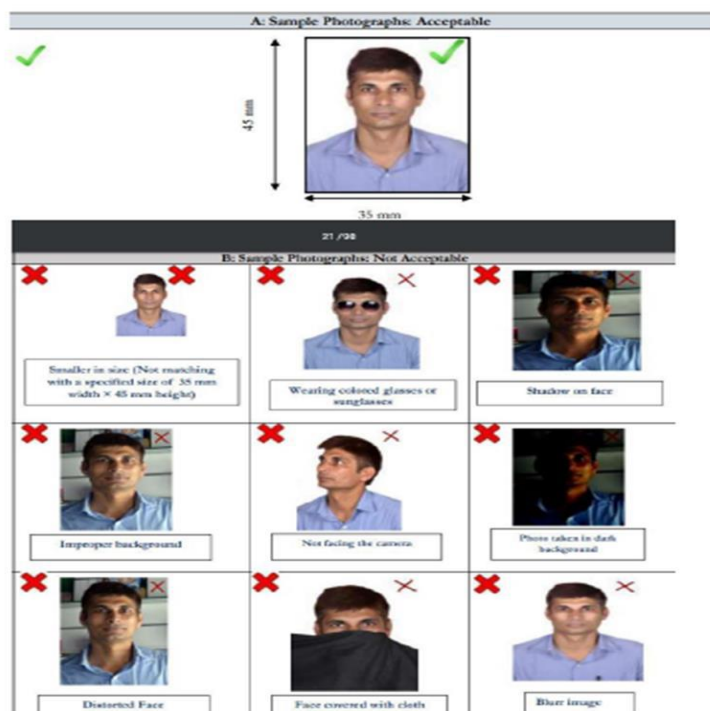 A: Sample Photographs: Acceptable
45 mm
35 mm
21 /98
B: Sample Photographs: Not Acceptable
Smaller in size (Not matching
with a specified size of 35 mm
width × 45 mm height)
Wearing colored glasses or
sunglasses
Shadow on face
Improper background
Not facing the camera
Photo taken in dark
background
Distorted Face
Face covered with cloth
Blurr image